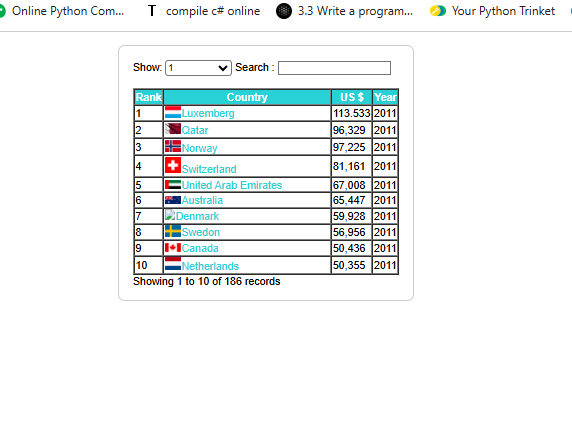 Online Python Com... T compile c# online 3.3 Write a program... Your Python Trinket
Show: 1 Search :
Rank Country US $ Year
1 Luxemberg 113.533 2011
2 Qatar 96,329 2011
3 Norway 97,225 2011
4 Switzerland 81,161 2011
5 United Arab Emirates 67,008 2011
6 Australia 65,447 2011
7 Denmark 59,928 2011
8 Swedon 56,956 2011
9 Canada 50,436 2011
10 Netherlands 50,355 2011
Showing 1 to 10 of 186 records